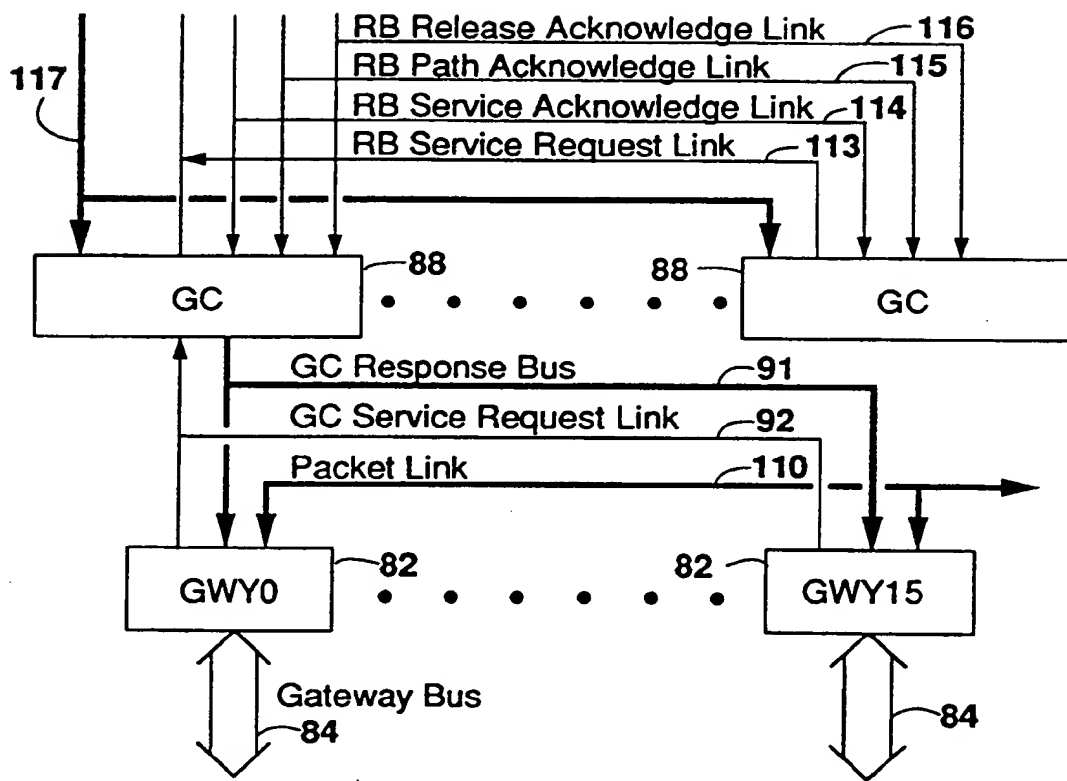 RB Release Acknowledge Link 116
117
RB Path Acknowledge Link 115
RB Service Acknowledge Link 114
RB Service Request Link 113
GC 88
88 GC
GC Response Bus 91
GC Service Request Link 92
Packet Link 110
GWY0 82
82 GWY15
Gateway Bus
84
84